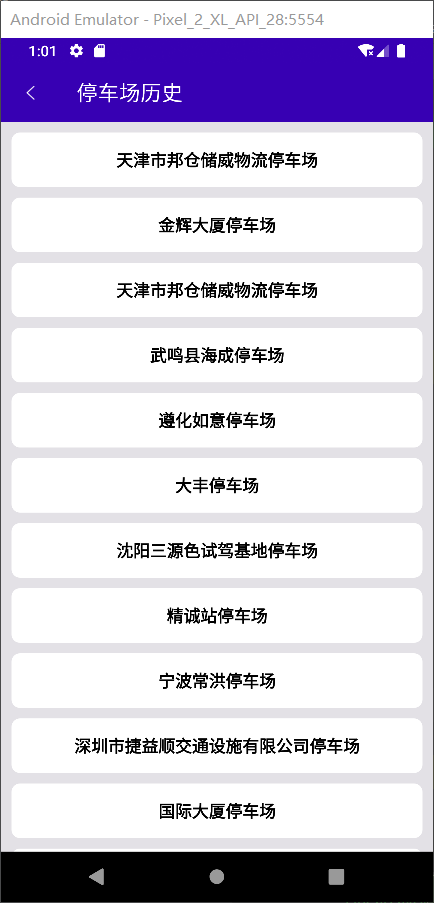 Android Emulator - Pixel_2_XL_API_28:5554
1:01
停车场历史
天津市邦仓储威物流停车场
金辉大厦停车场
天津市邦仓储威物流停车场
武鸣县海成停车场
遵化如意停车场
大丰停车场
沈阳三源色试驾基地停车场
精诚站停车场
宁波常洪停车场
深圳市捷益顺交通设施有限公司停车场
国际大厦停车场